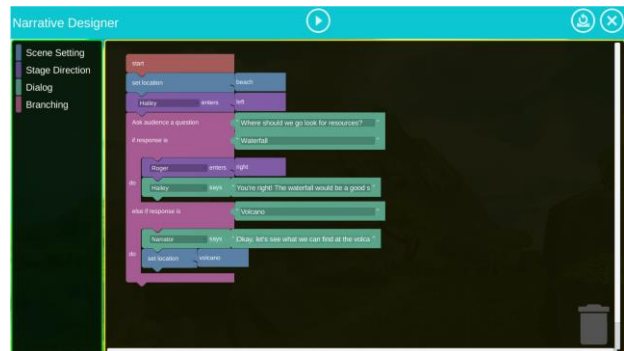 Narrative Designer
Scene Setting
Stage Direction
Dialog
Branching
start
set location beach
Hailey enters left
Ask audience a question " Where should we go look for resources? "
if response is " Waterfall "
Roger enters right
do
Hailey says " You're right! The waterfall would be a good s "
else if response is " Volcano "
Narrator says " Okay, let's see what we can find at the volca "
do
set location volcano